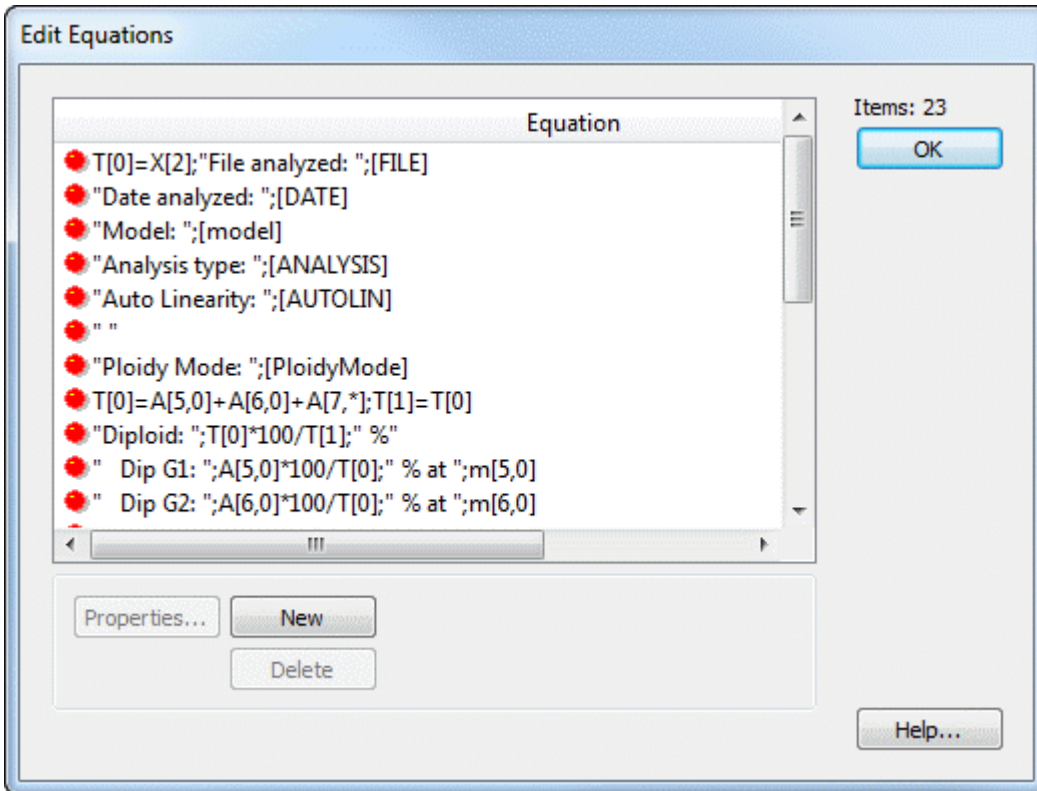 Edit Equations
Equation
T[0]=X[2];"File analyzed: ";[FILE]
"Date analyzed: ";[DATE]
"Model: ";[model]
"Analysis type: ";[ANALYSIS]
"Auto Linearity: ";[AUTOLIN]
" "
"Ploidy Mode: ";[PloidyMode]
T[0]=A[5,0]+A[6,0]+A[7,*];T[1]=T[0]
"Diploid: ";T[0]*100/T[1];" %"
"   Dip G1: ";A[5,0]*100/T[0];" % at ";m[5,0]
"   Dip G2: ";A[6,0]*100/T[0];" % at ";m[6,0]
Items: 23
OK
Properties...
New
Delete
Help...